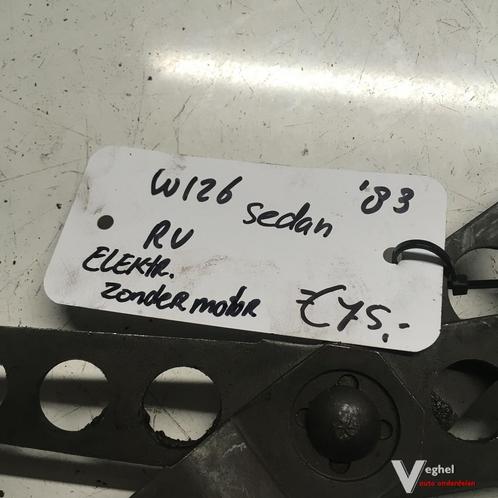 W126 sedan '83
RV
ELEKTR.
zonder motor €75,-
Veghel
auto onderdelen